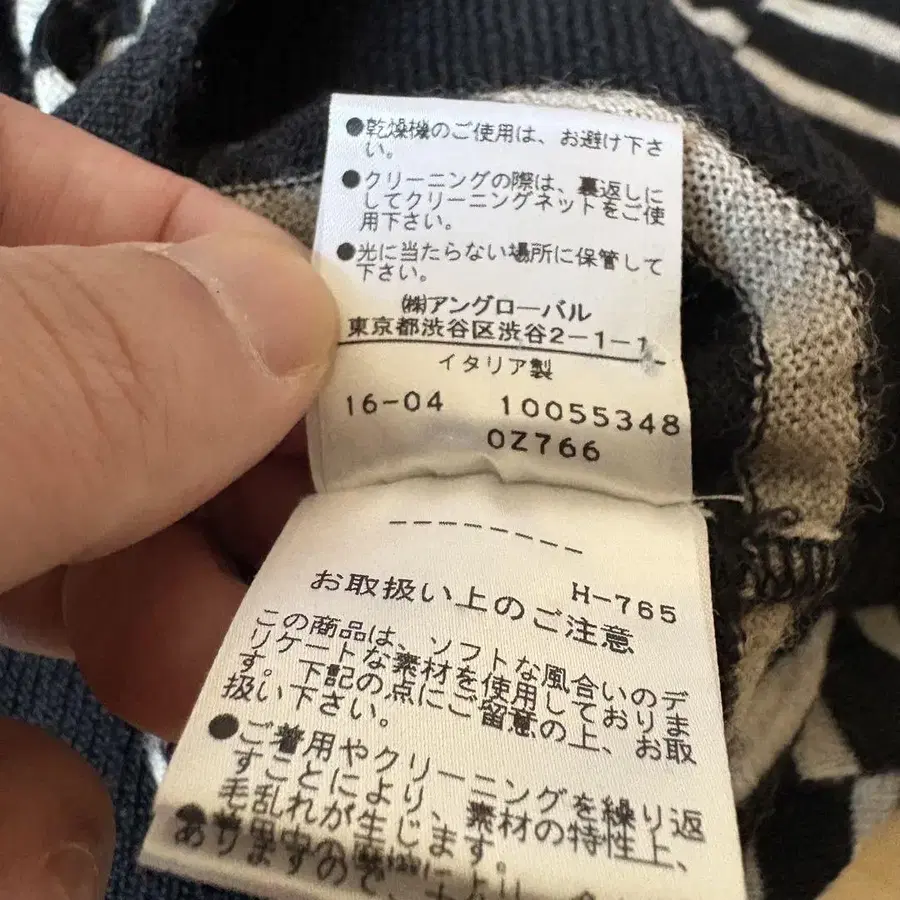 ●乾燥機のご使用は、お避け下さ
い。
●クリーニングの際は、裏返しに
してクリーニングネットをご使
用下さい。
●光に当たらない場所に保管して
下さい。
㈱アングローバル
東京都渋谷区渋谷2-1-1
イタリア製
16-04 10055348
0Z766
--------
H-765
お取扱い上のご注意
この商品は、ソフトな風合いのデ
リケートな素材を使用しておりま
す。下記の点にご留意の上、お取
扱い下さい。
●ご着用やクリーニングを繰り返
すことにより、素材の特性上、
毛乱れが生じます。